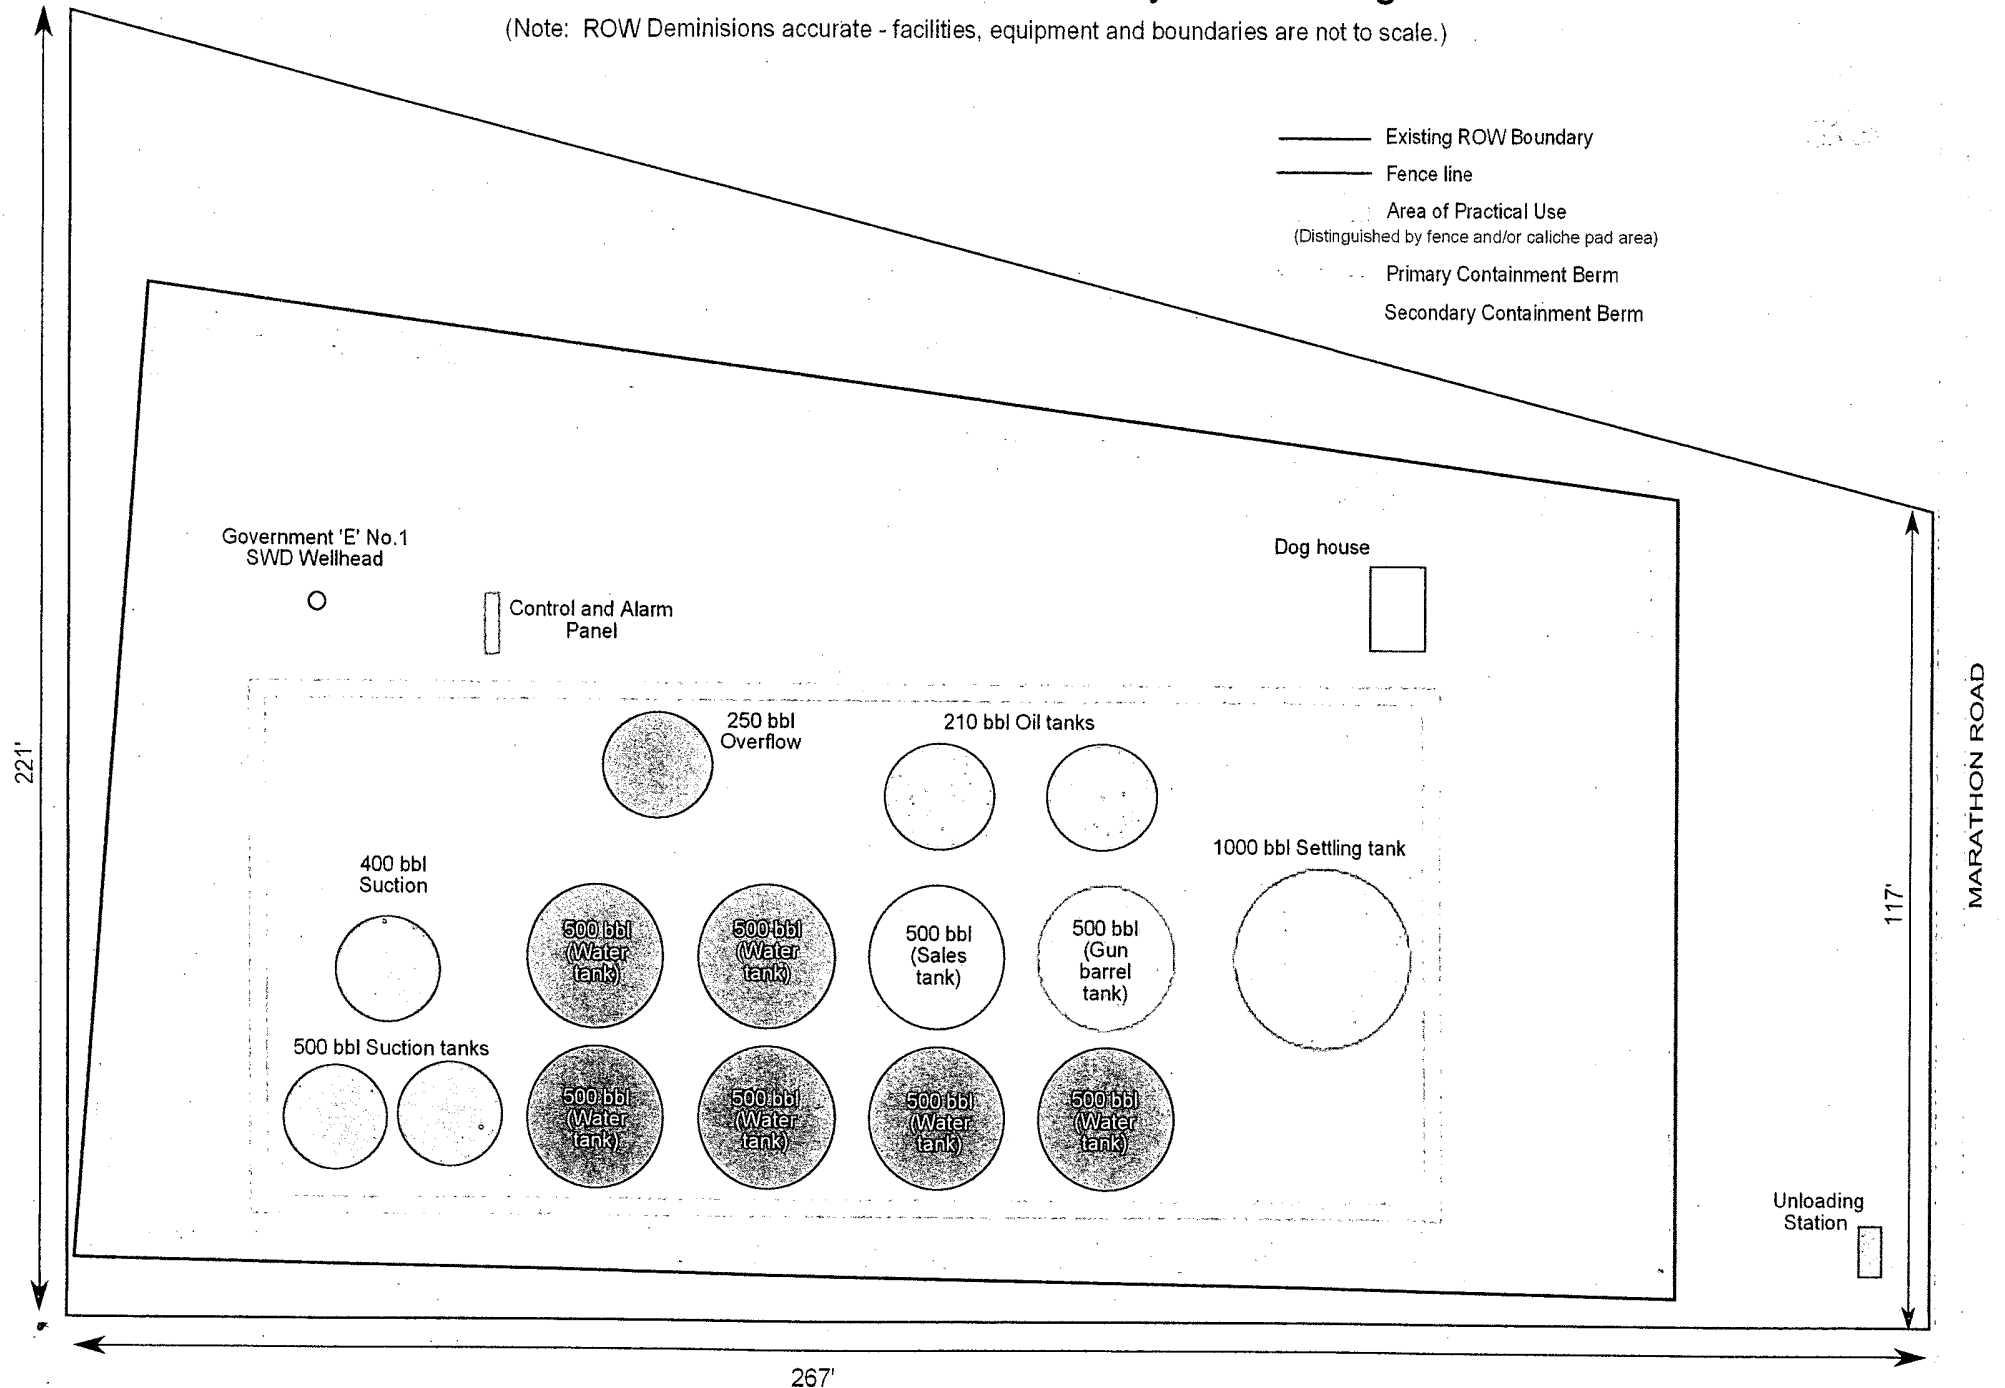 (Note: ROW Deminisions accurate - facilities, equipment and boundaries are not to scale.)
Existing ROW Boundary
Fence line
Area of Practical Use
(Distinguished by fence and/or caliche pad area)
Primary Containment Berm
Secondary Containment Berm
Government 'E' No.1
SWD Wellhead
Control and Alarm
Panel
Dog house
250 bbl
Overflow
210 bbl Oil tanks
1000 bbl Settling tank
400 bbl
Suction
500 bbl
(Water
tank)
500 bbl
(Water
tank)
500 bbl
(Sales
tank)
500 bbl
(Gun
barrel
tank)
500 bbl Suction tanks
500 bbl
(Water
tank)
500 bbl
(Water
tank)
500 bbl
(Water
tank)
500 bbl
(Water
tank)
Unloading
Station
221'
117'
MARATHON ROAD
267'